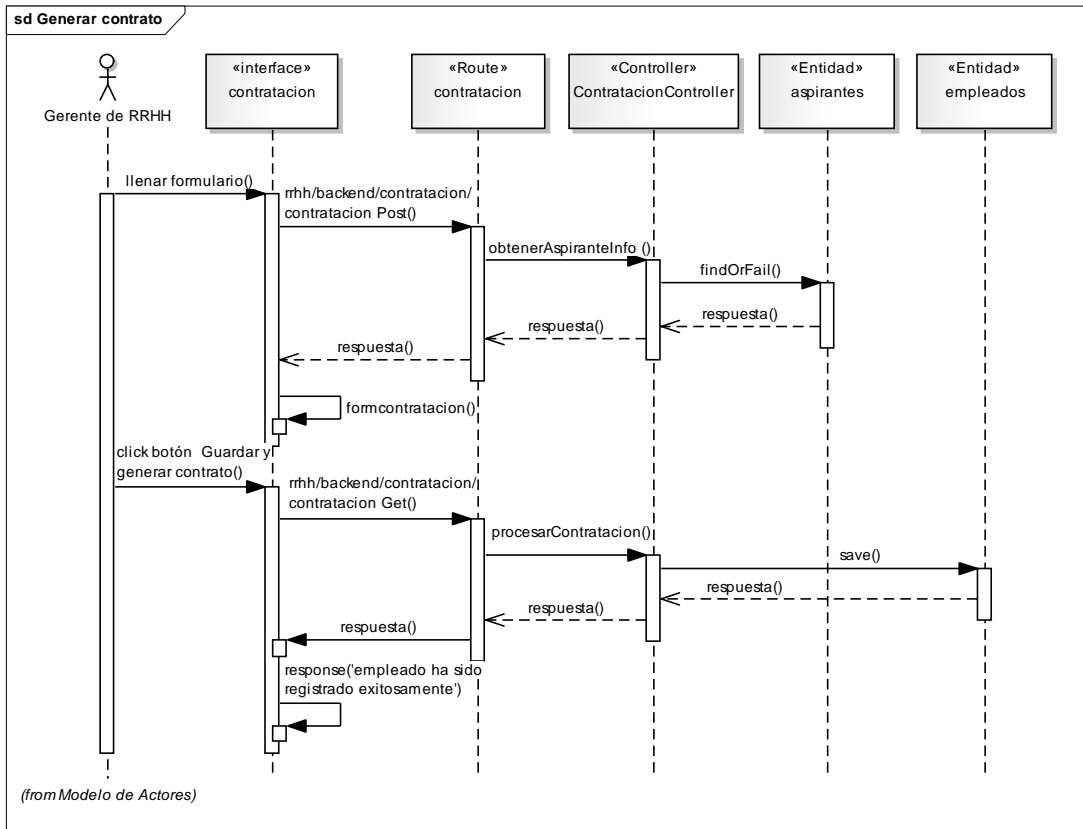 sd Generar contrato
Gerente de RRHH
«interface»
contratacion
«Route»
contratacion
«Controller»
ContratacionController
«Entidad»
aspirantes
«Entidad»
empleados
llenar formulario()
rrhh/backend/contratacion/
contratacion Post()
obtenerAspiranteInfo ()
findOrFail()
respuesta()
respuesta()
respuesta()
formcontratacion()
click botón  Guardar y
generar contrato()
rrhh/backend/contratacion/
contratacion Get()
procesarContratacion()
save()
respuesta()
respuesta()
respuesta()
response('empleado ha sido
registrado exitosamente')
(from Modelo de Actores)